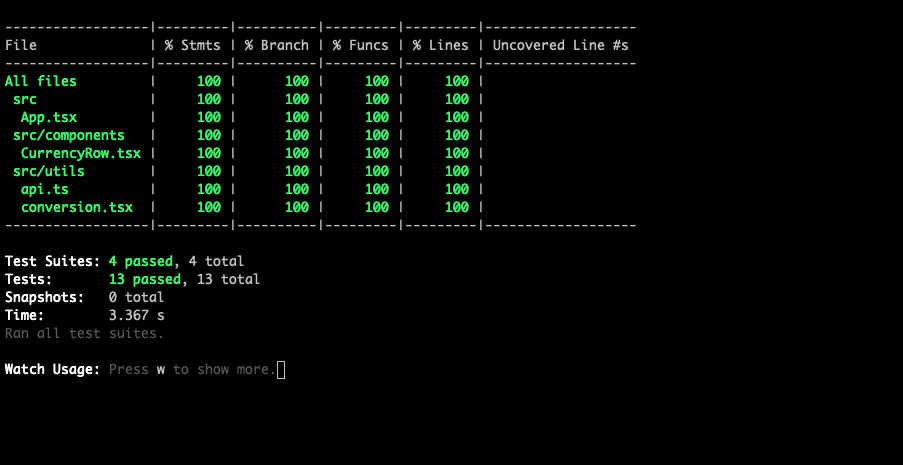 ------------------|---------|----------|---------|---------|-------------------
File              | % Stmts | % Branch | % Funcs | % Lines | Uncovered Line #s
------------------|---------|----------|---------|---------|-------------------
All files         |     100 |      100 |     100 |     100 |
 src              |     100 |      100 |     100 |     100 |
  App.tsx         |     100 |      100 |     100 |     100 |
 src/components   |     100 |      100 |     100 |     100 |
  CurrencyRow.tsx |     100 |      100 |     100 |     100 |
 src/utils        |     100 |      100 |     100 |     100 |
  api.ts          |     100 |      100 |     100 |     100 |
  conversion.tsx  |     100 |      100 |     100 |     100 |
------------------|---------|----------|---------|---------|-------------------
Test Suites: 4 passed, 4 total
Tests:       13 passed, 13 total
Snapshots:   0 total
Time:        3.367 s
Ran all test suites.
Watch Usage: Press w to show more.